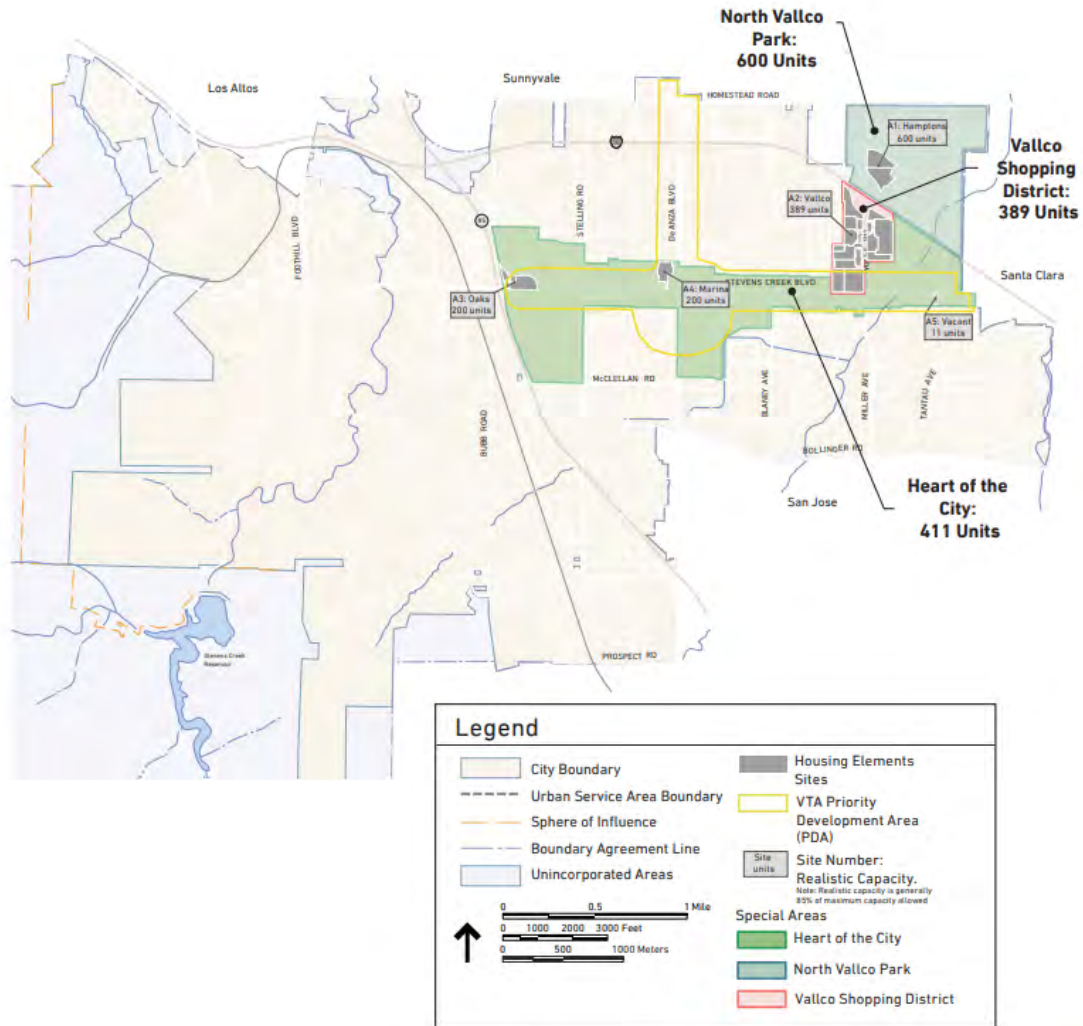 North Vallco
Park:
600 Units
Los Altos
Sunnyvale
HOMESTEAD ROAD
A1: Hamptons
600 units
Vallco
Shopping
District:
389 Units
A2: Vallco
389 units
85
STELLING RD
DeANZA BLVD
FOOTHILL BLVD
Santa Clara
A3: Oaks
200 units
A4: Marina
200 units
STEVENS CREEK BLVD
A5: Vacant
11 units
McCLELLAN RD
BLANEY AVE
MILLER AVE
TANTAU AVE
BUBB ROAD
BOLLINGER RD
San Jose
Heart of the
City:
411 Units
Stevens Creek
Reservoir
PROSPECT RD
Legend
City Boundary
Urban Service Area Boundary
Sphere of Influence
Boundary Agreement Line
Unincorporated Areas
0 0.5 1 Mile
0 1000 2000 3000 Feet
0 500 1000 Meters
Housing Elements
Sites
VTA Priority
Development Area
(PDA)
Site
units
Site Number:
Realistic Capacity.
Note: Realistic capacity is generally
85% of maximum capacity allowed
Special Areas
Heart of the City
North Vallco Park
Vallco Shopping District